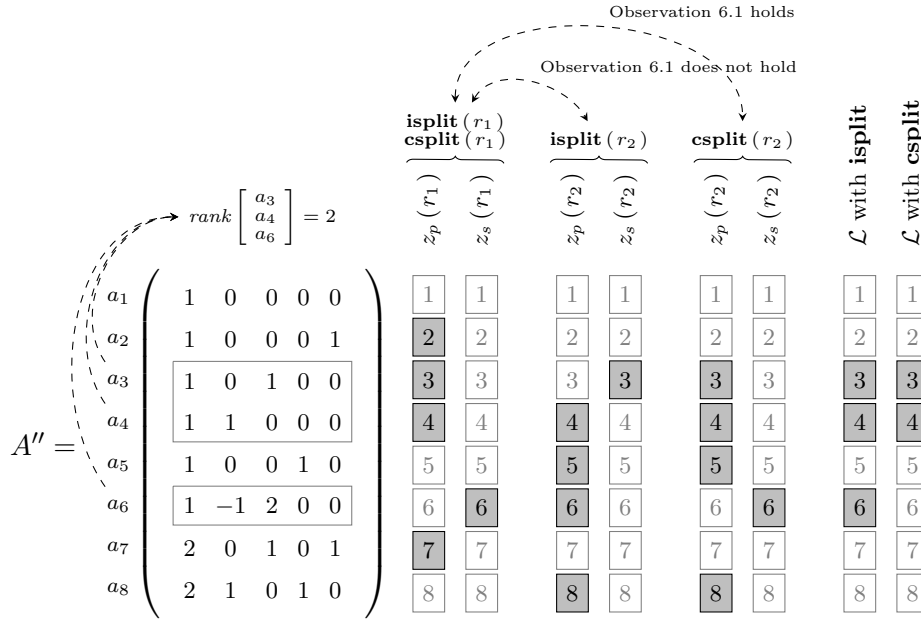 Observation 6.1 holds
Observation 6.1 does not hold
isplit (r₁)
csplit (r₁) isplit (r₂) csplit (r₂)
z_p (r₁) z_s (r₁) z_p (r₂) z_s (r₂) z_p (r₂) z_s (r₂) ℒ with isplit ℒ with csplit
rank [ a₃ a₄ a₆ ] = 2
a₁ 1 0 0 0 0 1 1 1 1 1 1 1 1
a₂ 1 0 0 0 1 2 2 2 2 2 2 2 2
a₃ 1 0 1 0 0 3 3 3 3 3 3 3 3
a₄ 1 1 0 0 0 4 4 4 4 4 4 4 4
A″ =
a₅ 1 0 0 1 0 5 5 5 5 5 5 5 5
a₆ 1 −1 2 0 0 6 6 6 6 6 6 6 6
a₇ 2 0 1 0 1 7 7 7 7 7 7 7 7
a₈ 2 1 0 1 0 8 8 8 8 8 8 8 8